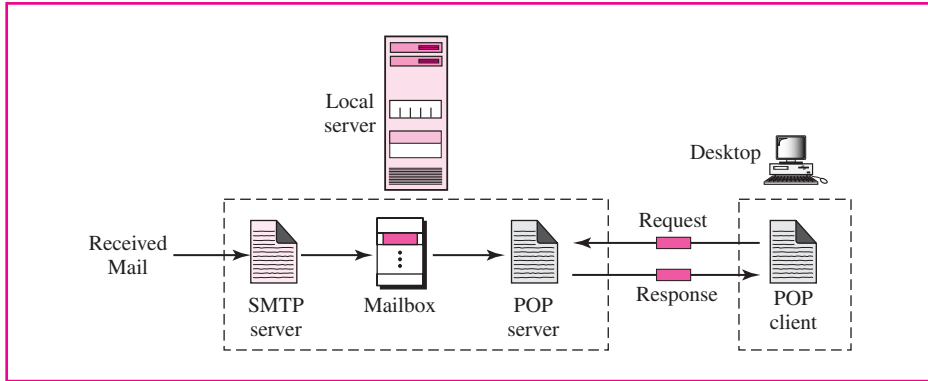 Local
server
Desktop
Request
Received
Mail
Response
SMTP
server
Mailbox
POP
server
POP
client